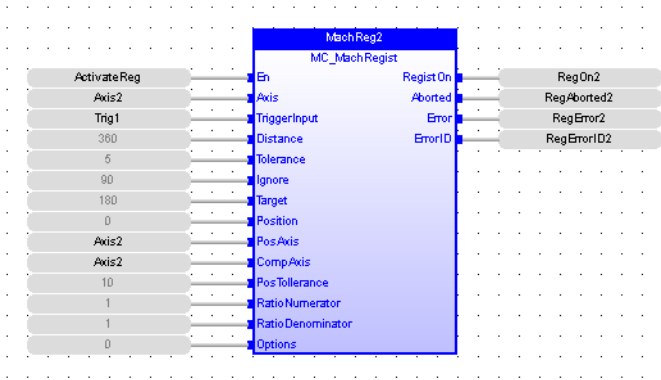 MachReg2
MC_MachRegist
ActivateReg En RegistOn RegOn2
Axis2 Axis Aborted RegAborted2
Trig1 TriggerInput Error RegError2
360 Distance ErrorID RegErrorID2
5 Tolerance
90 Ignore
180 Target
0 Position
Axis2 PosAxis
Axis2 CompAxis
10 PosTollerance
1 RatioNumerator
1 RatioDenominator
0 Options